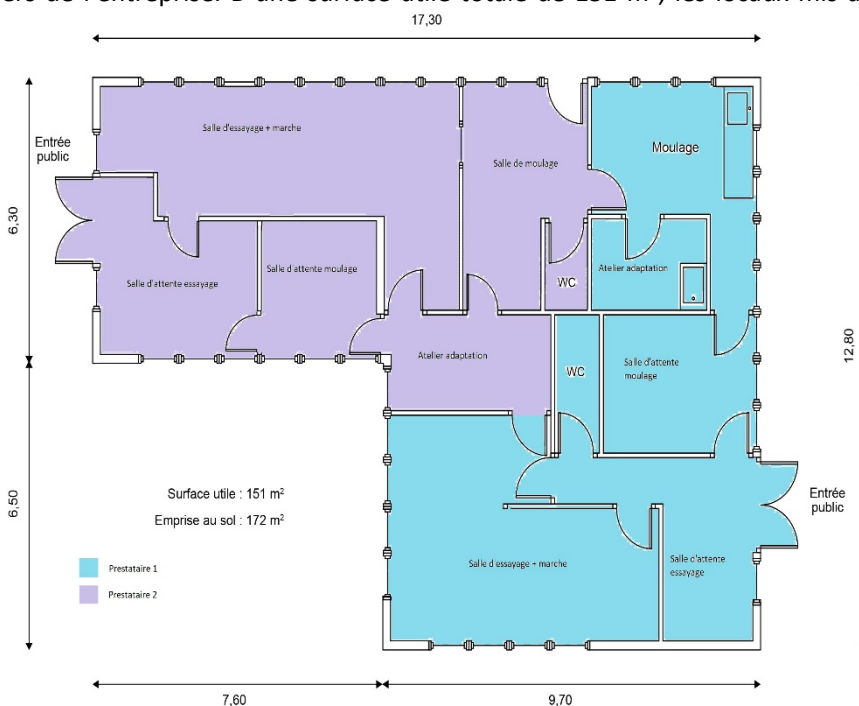 D'une surface utile totale de 151 m², les locaux mis
17,30
Entrée
public
Salle d'essayage + marche
Salle de moulage
Moulage
6,30
Salle d'attente essayage
Salle d'attente moulage
WC
Atelier adaptation
12,80
Atelier adaptation
WC
Salle d'attente
moulage
6,50
Surface utile : 151 m²
Emprise au sol : 172 m²
Entrée
public
Prestataire 1
Prestataire 2
Salle d'essayage + marche
Salle d'attente
essayage
7,60
9,70